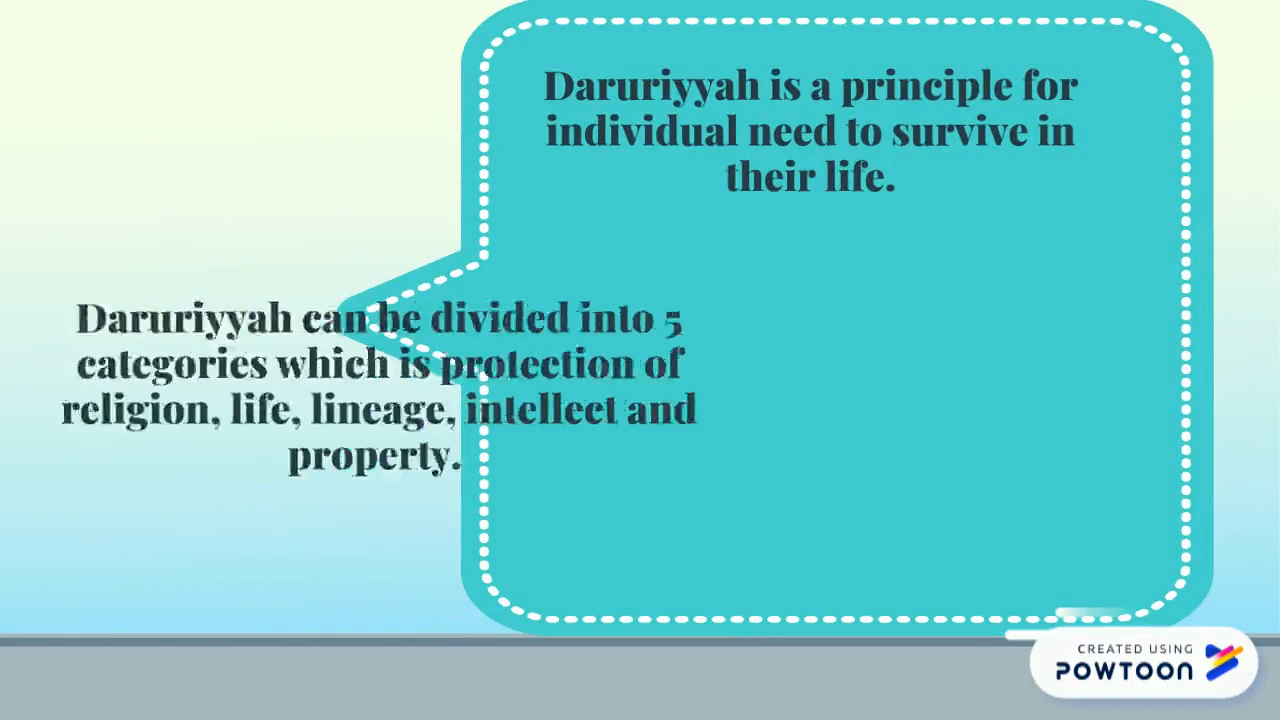 Daruriyyah is a principle for
individual need to survive in
their life.
Daruriyyah can be divided into 5
categories which is protection of
religion, life, lineage, intellect and
property.
CREATED USING
POWTOON